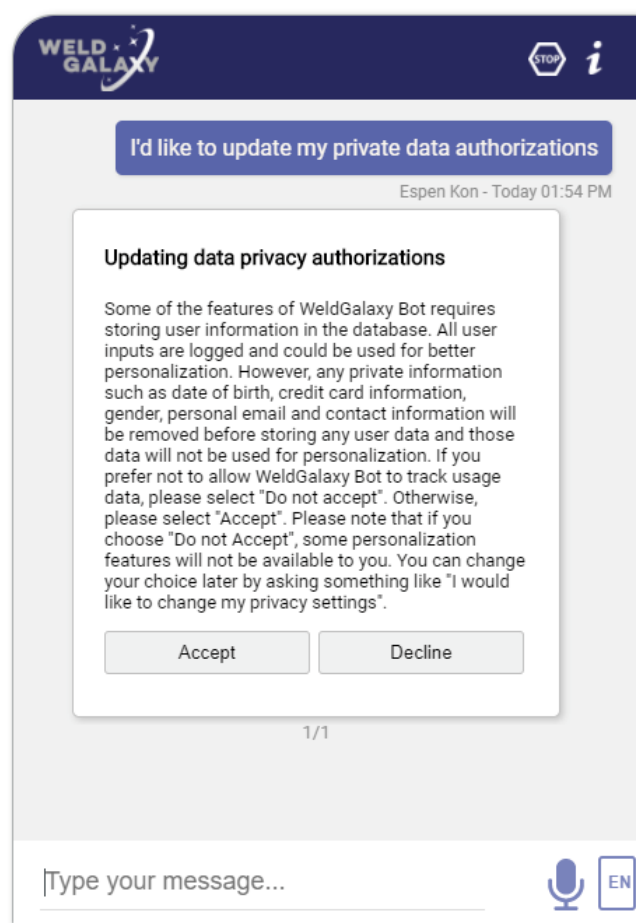 WELD
GALAXY
STOP
i
I'd like to update my private data authorizations
Espen Kon - Today 01:54 PM
Updating data privacy authorizations
Some of the features of WeldGalaxy Bot requires
storing user information in the database. All user
inputs are logged and could be used for better
personalization. However, any private information
such as date of birth, credit card information,
gender, personal email and contact information will
be removed before storing any user data and those
data will not be used for personalization. If you
prefer not to allow WeldGalaxy Bot to track usage
data, please select "Do not accept". Otherwise,
please select "Accept". Please note that if you
choose "Do not Accept", some personalization
features will not be available to you. You can change
your choice later by asking something like "I would
like to change my privacy settings".
Accept
Decline
1/1
Type your message...
EN